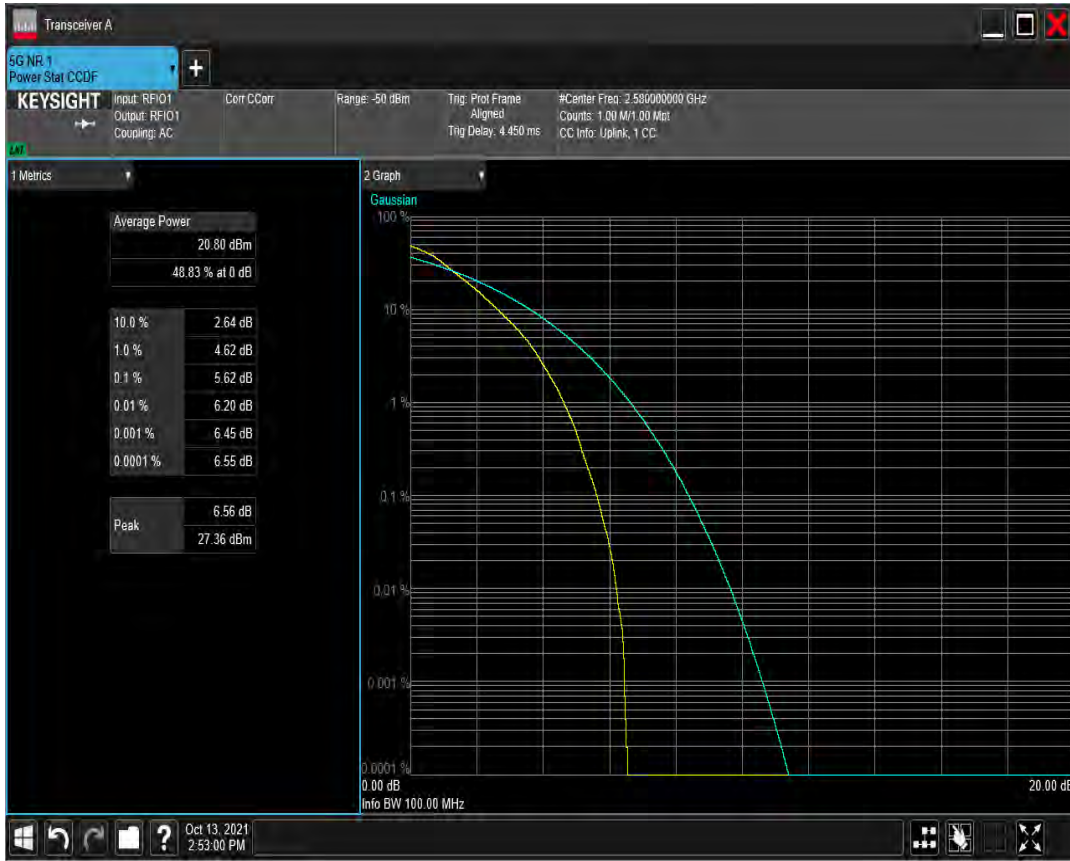 Transceiver A
5G NR 1
Power Stat CCDF
+
KEYSIGHT
Input: RFIO1
Output: RFIO1
Coupling: AC
Corr CCorr
Range: -50 dBm
Trig: Prot Frame
Aligned
Trig Delay: 4.450 ms
#Center Freq: 2.580000000 GHz
Counts: 1.00 M/1.00 Mpt
CC Info: Uplink, 1 CC
1 Metrics
Average Power
20.80 dBm
48.83 % at 0 dB
10.0 % 2.64 dB
1.0 % 4.62 dB
0.1 % 5.62 dB
0.01 % 6.20 dB
0.001 % 6.45 dB
0.0001 % 6.55 dB
Peak
6.56 dB
27.36 dBm
2 Graph
Gaussian
100 %
10 %
1 %
0.1 %
0.01 %
0.001 %
0.0001 %
0.00 dB
20.00 dB
Info BW 100.00 MHz
?
Oct 13, 2021
2:53:00 PM